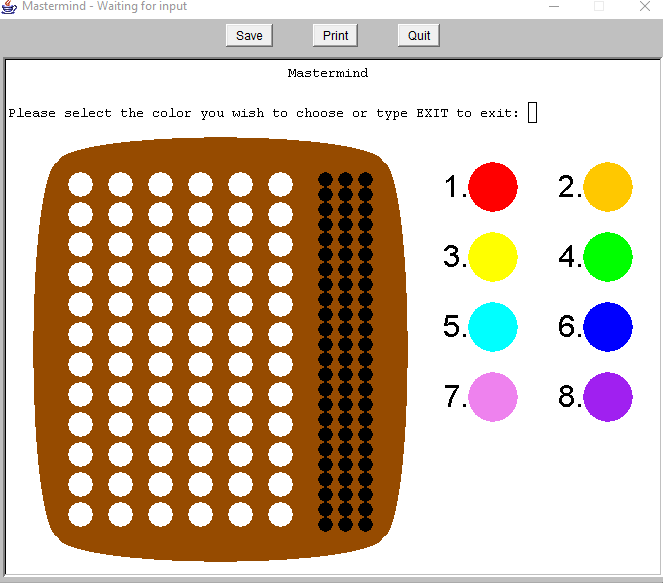 Mastermind - Waiting for input
Save Print Quit
Mastermind
Please select the color you wish to choose or type EXIT to exit:
1. 2.
3. 4.
5. 6.
7. 8.